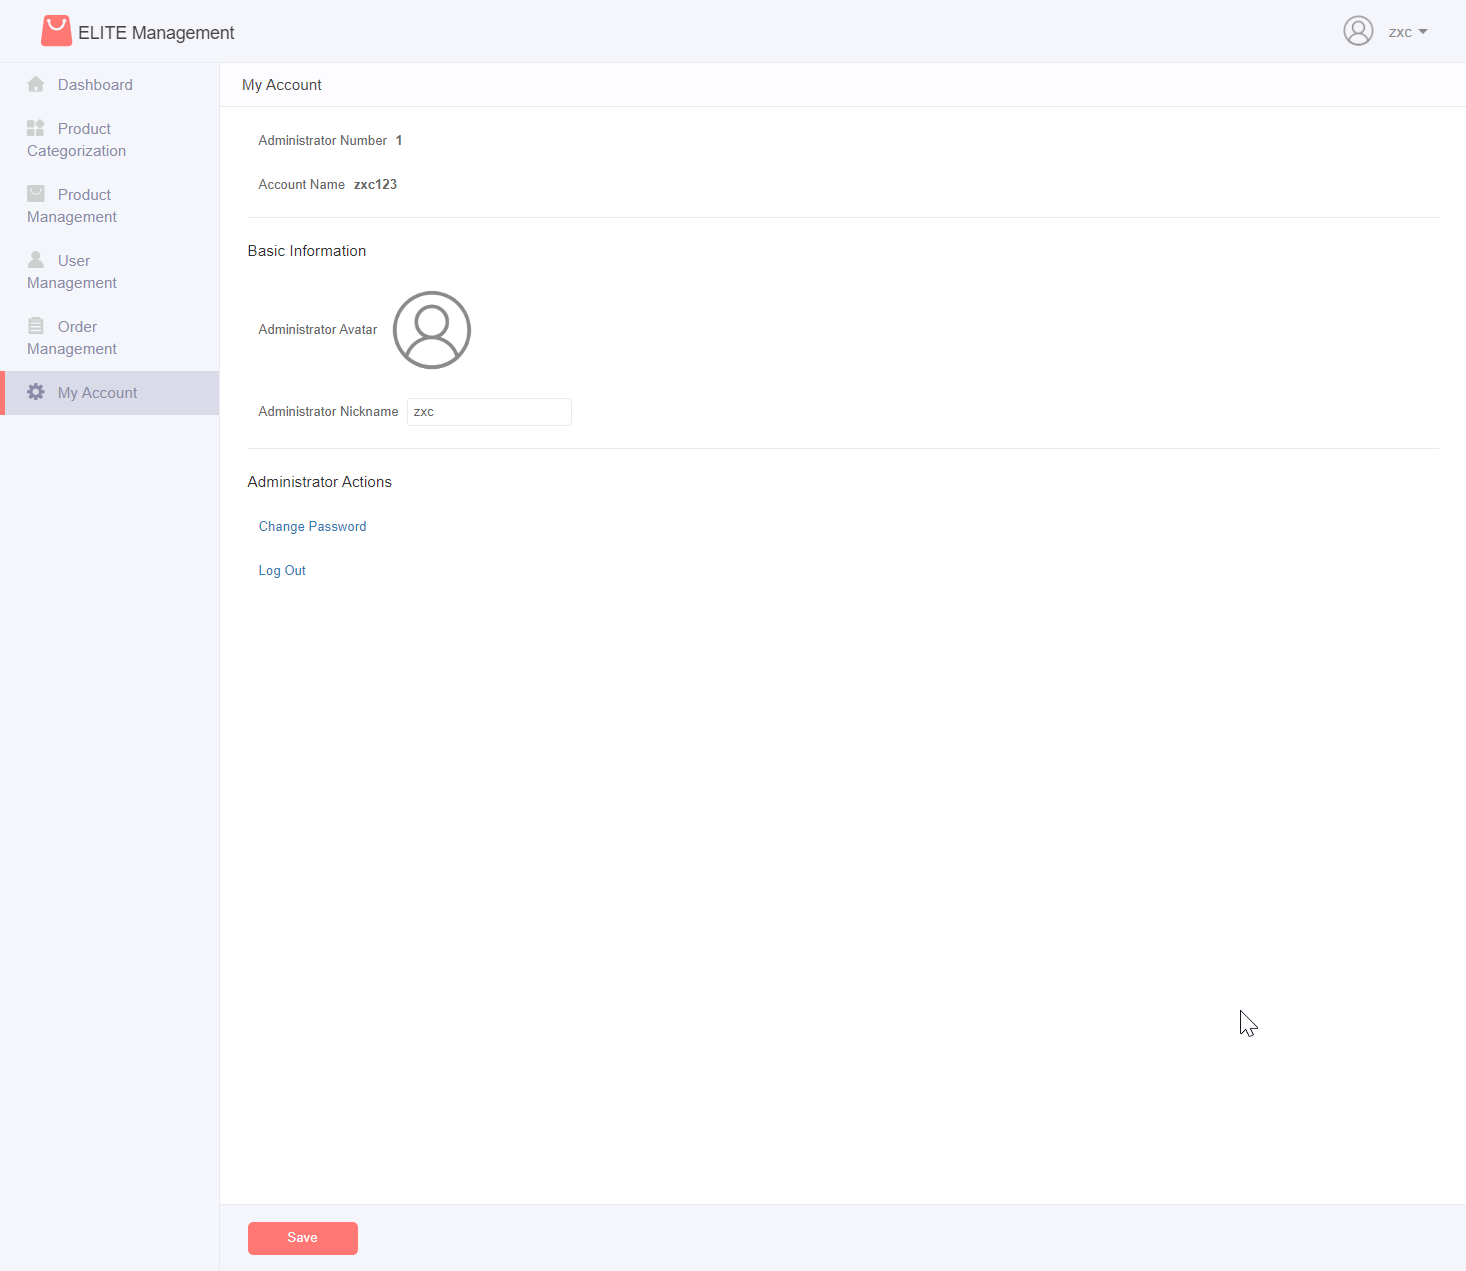 ELITE Management
zxc
Dashboard
Product
Categorization
Product
Management
User
Management
Order
Management
My Account
My Account
Administrator Number 1
Account Name zxc123
Basic Information
Administrator Avatar
Administrator Nickname zxc
Administrator Actions
Change Password
Log Out
Save